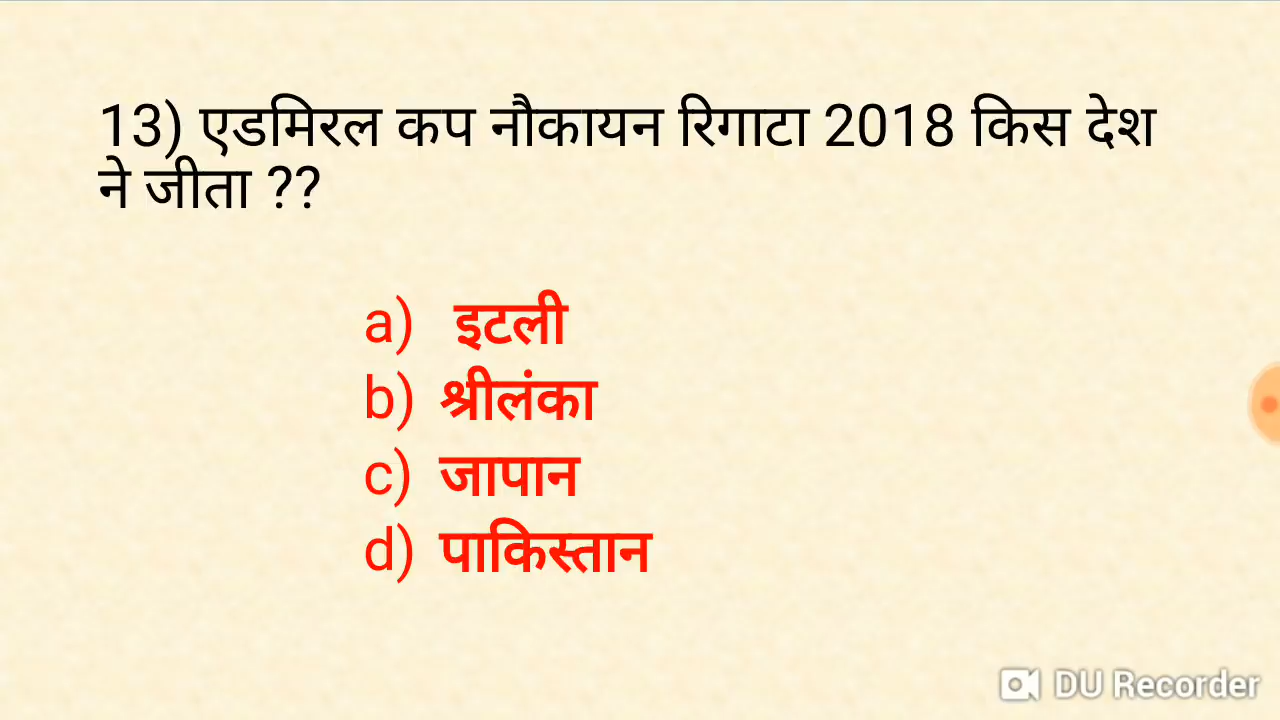 13) एडमिरल कप नौकायन रिगाटा 2018 किस देश
ने जीता ??
a) इटली
b) श्रीलंका
c) जापान
d) पाकिस्तान
DU Recorder